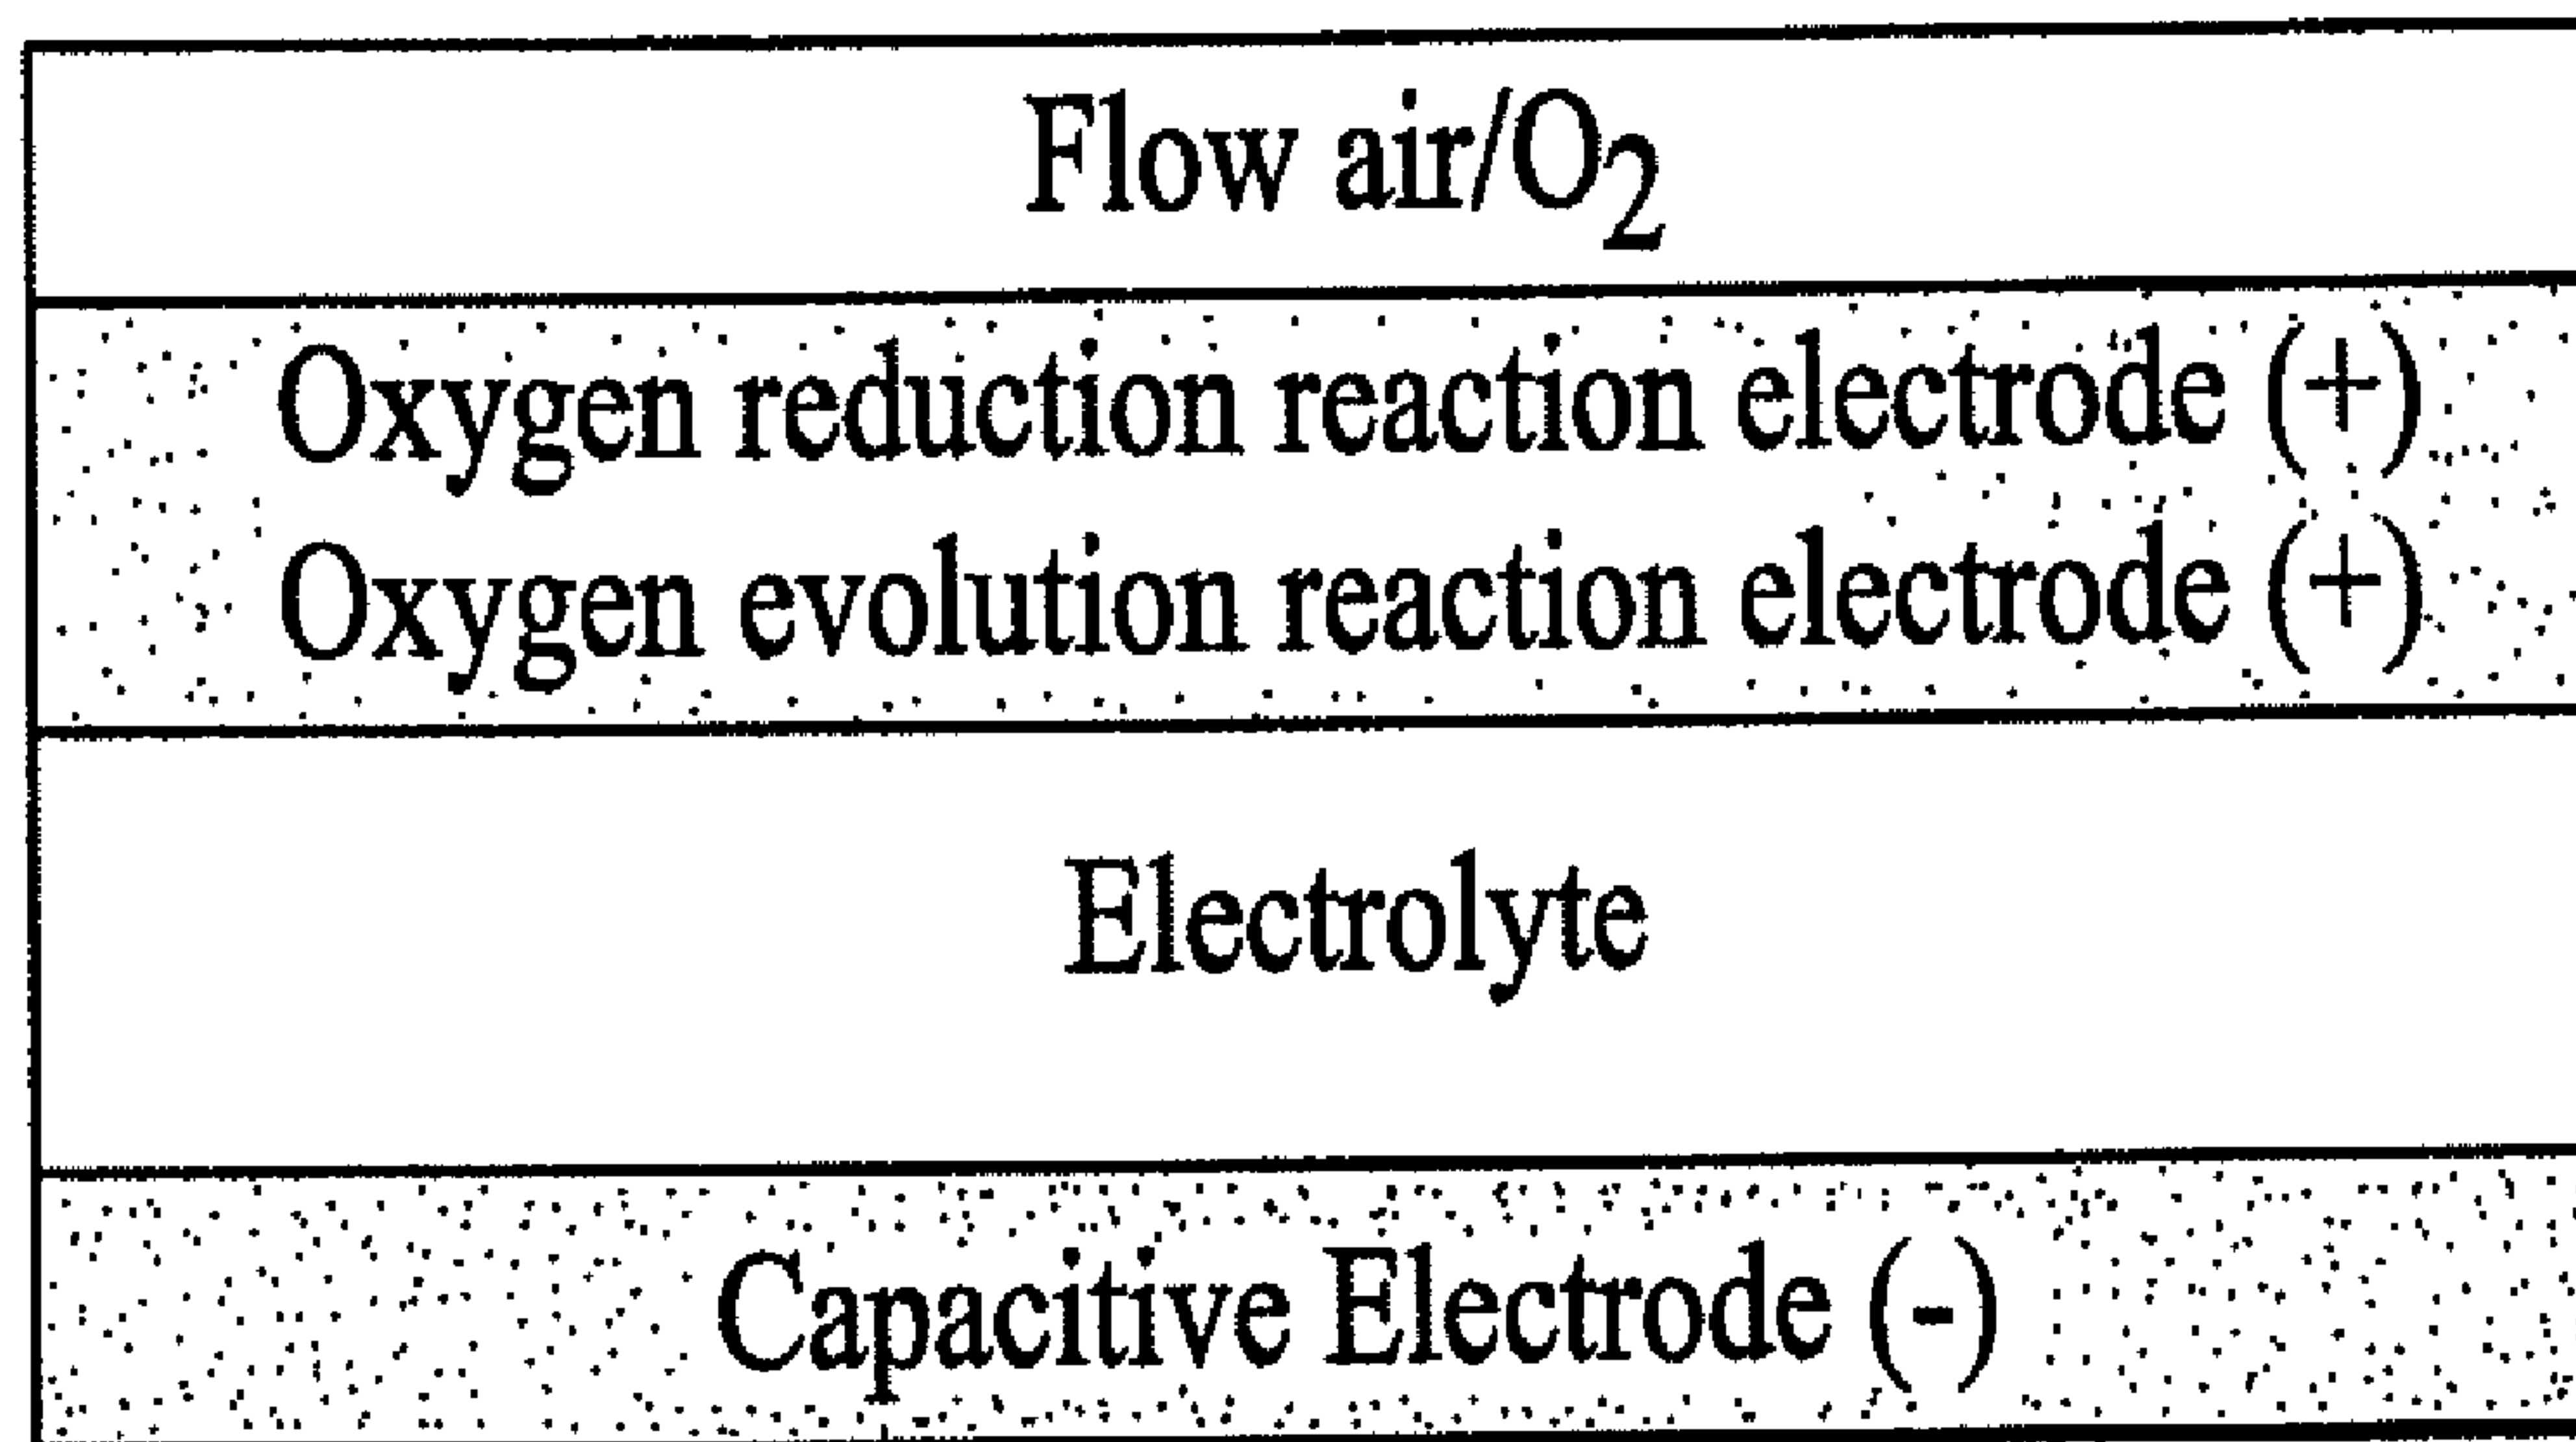 Flow air/O₂
Oxygen reduction reaction electrode (+)
Oxygen evolution reaction electrode (+)
Electrolyte
Capacitive Electrode (-)